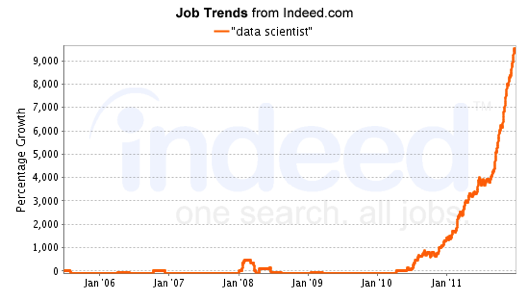 Job Trends from Indeed.com
"data scientist"
Percentage Growth
9,000
8,000
7,000
6,000
5,000
4,000
3,000
2,000
1,000
0
indeed™
one search. all jobs
Jan '06 Jan '07 Jan '08 Jan '09 Jan '10 Jan '11